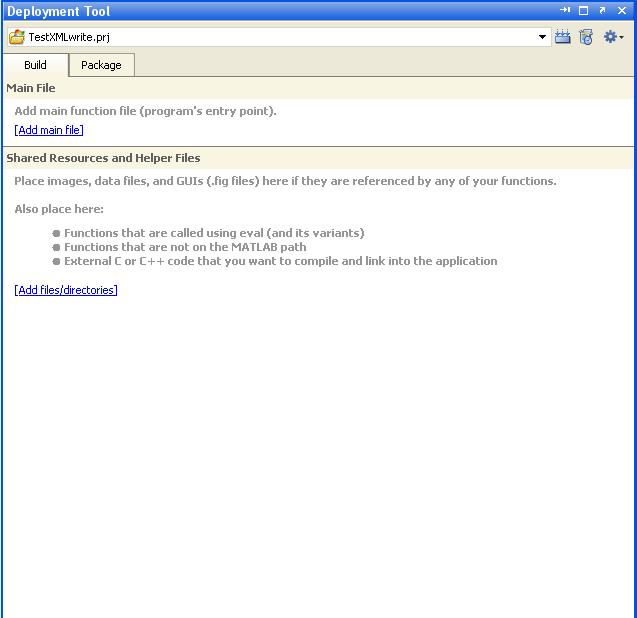 Deployment Tool
TestXMLwrite.prj
Build Package
Main File
Add main function file (program's entry point).
[Add main file]
Shared Resources and Helper Files
Place images, data files, and GUIs (.fig files) here if they are referenced by any of your functions.
Also place here:
Functions that are called using eval (and its variants)
Functions that are not on the MATLAB path
External C or C++ code that you want to compile and link into the application
[Add files/directories]